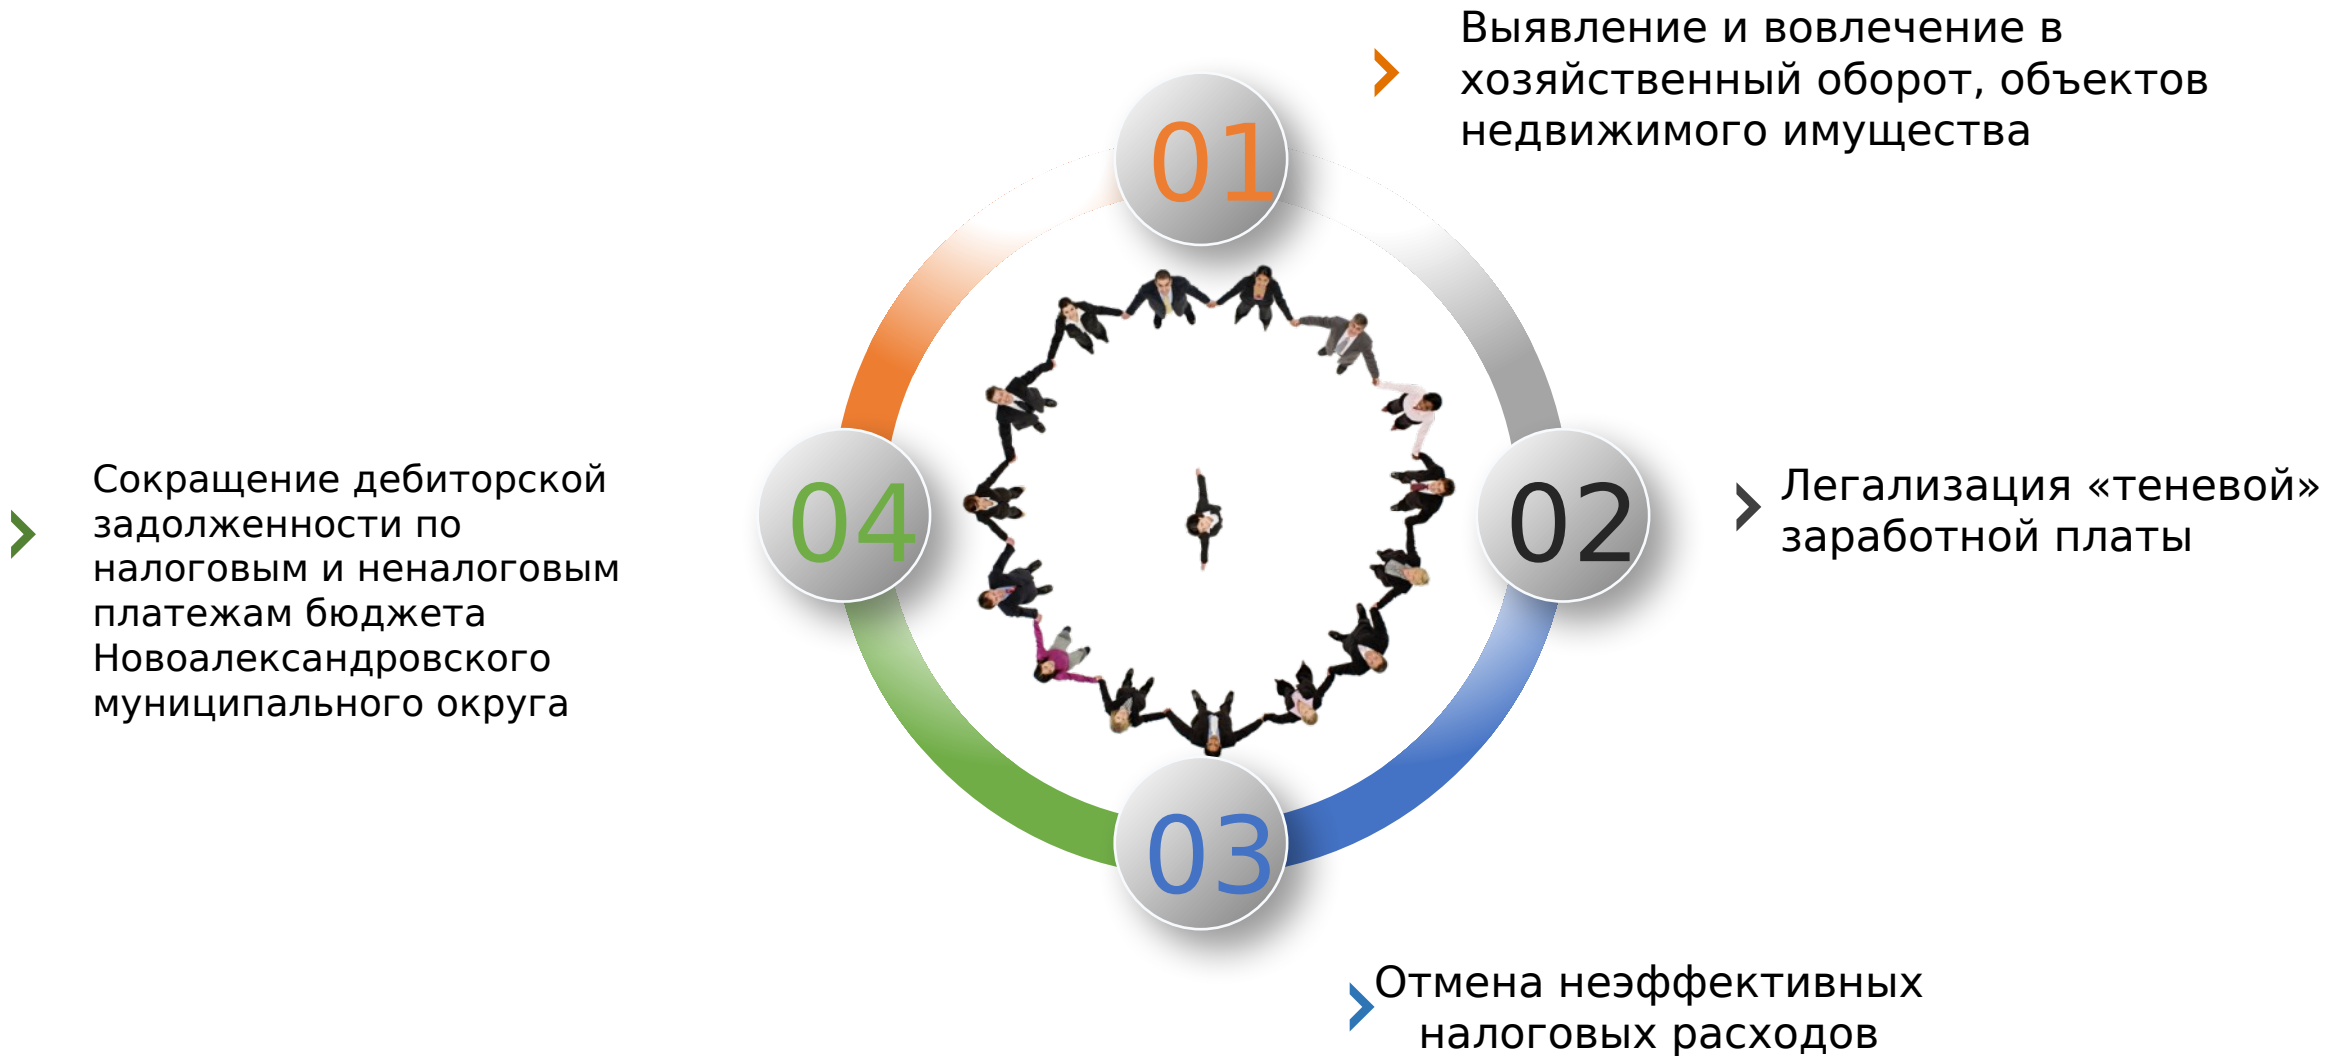 01
Выявление и вовлечение в
хозяйственный оборот, объектов
недвижимого имущества
02
Легализация «теневой»
заработной платы
03
Отмена неэффективных
налоговых расходов
04
Сокращение дебиторской
задолженности по
налоговым и неналоговым
платежам бюджета
Новоалександровского
муниципального округа